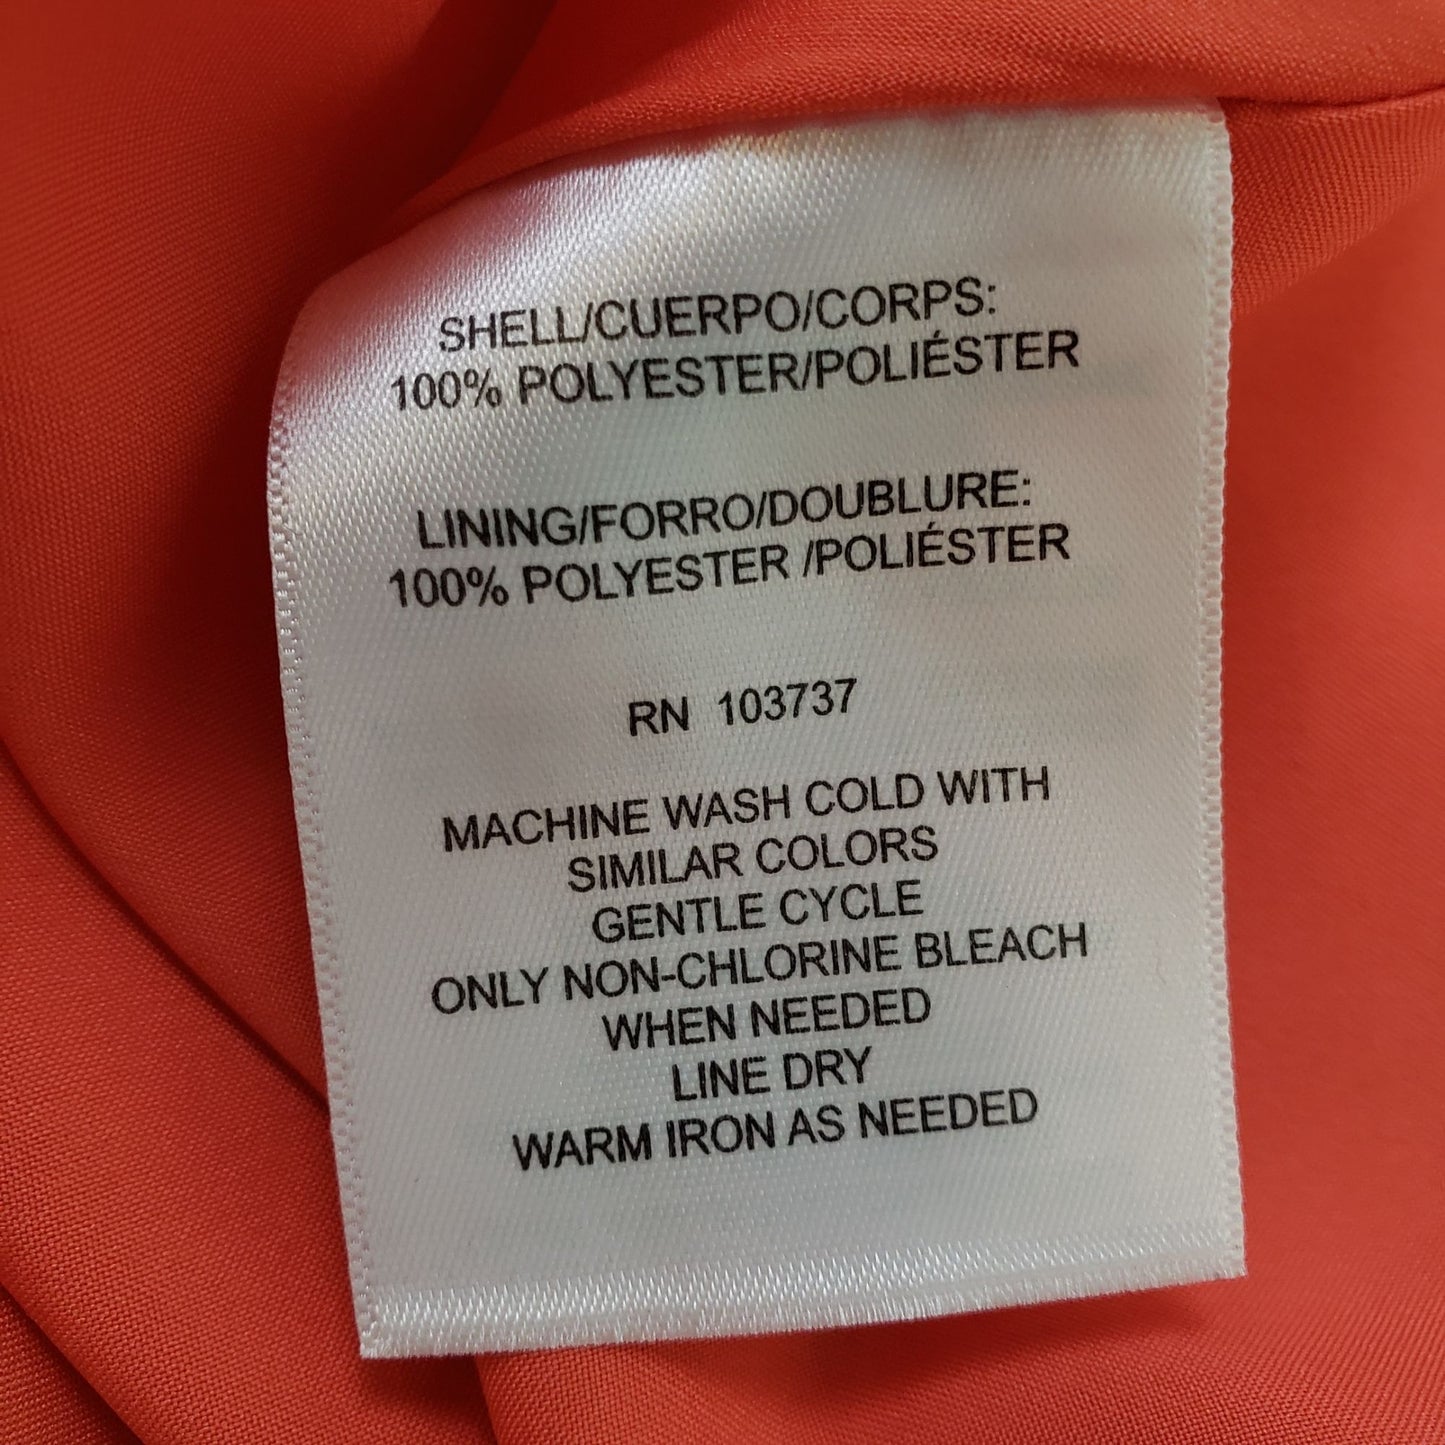 SHELL/CUERPO/CORPS:
100% POLYESTER/POLIÉSTER
LINING/FORRO/DOUBLURE:
100% POLYESTER /POLIÉSTER
RN 103737
MACHINE WASH COLD WITH
SIMILAR COLORS
GENTLE CYCLE
ONLY NON-CHLORINE BLEACH
WHEN NEEDED
LINE DRY
WARM IRON AS NEEDED